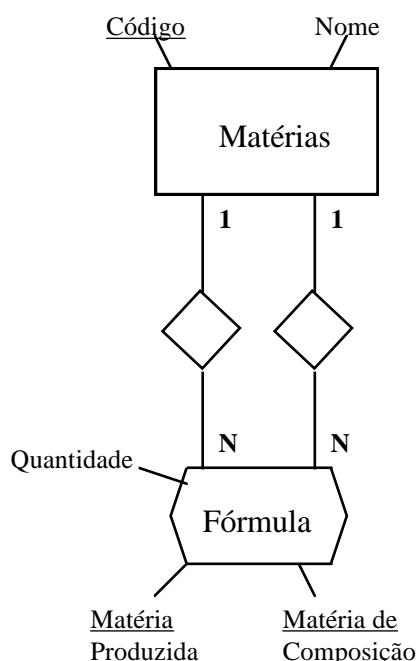 Código Nome
Matérias
1 1
N N
Quantidade
Fórmula
Matéria
Produzida
Matéria de
Composição